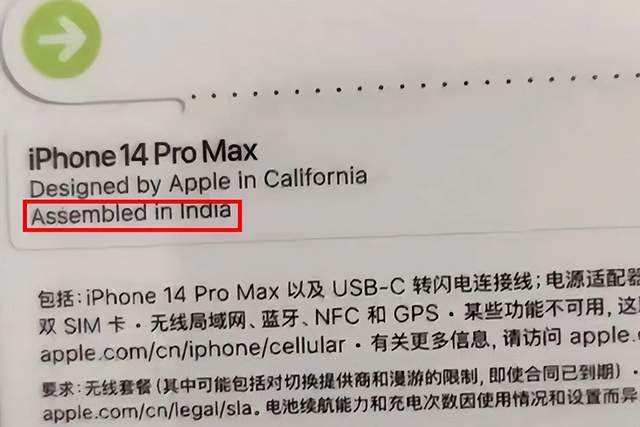 iPhone 14 Pro Max
Designed by Apple in California
Assembled in India
包括:iPhone 14 Pro Max 以及 USB-C 转闪电连接线;电源适配器
双 SIM 卡·无线局域网、蓝牙、NFC 和 GPS·某些功能不可用,这
apple.com/cn/iphone/cellular·有关更多信息,请访问 apple.
要求:无线套餐(其中可能包括对切换提供商和漫游的限制,即使合同已到期)·
apple.com/cn/legal/sla。电池续航能力和充电次数因使用情况和设置而异